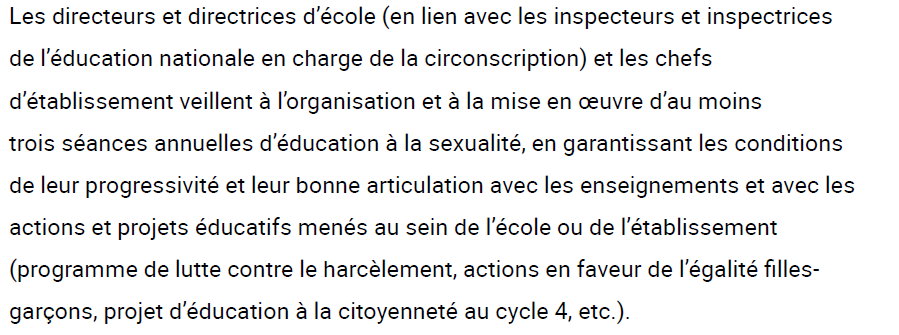 Les directeurs et directrices d’école (en lien avec les inspecteurs et inspectrices
de l’éducation nationale en charge de la circonscription) et les chefs
d’établissement veillent à l’organisation et à la mise en œuvre d’au moins
trois séances annuelles d’éducation à la sexualité, en garantissant les conditions
de leur progressivité et leur bonne articulation avec les enseignements et avec les
actions et projets éducatifs menés au sein de l’école ou de l’établissement
(programme de lutte contre le harcèlement, actions en faveur de l’égalité filles-
garçons, projet d’éducation à la citoyenneté au cycle 4, etc.).